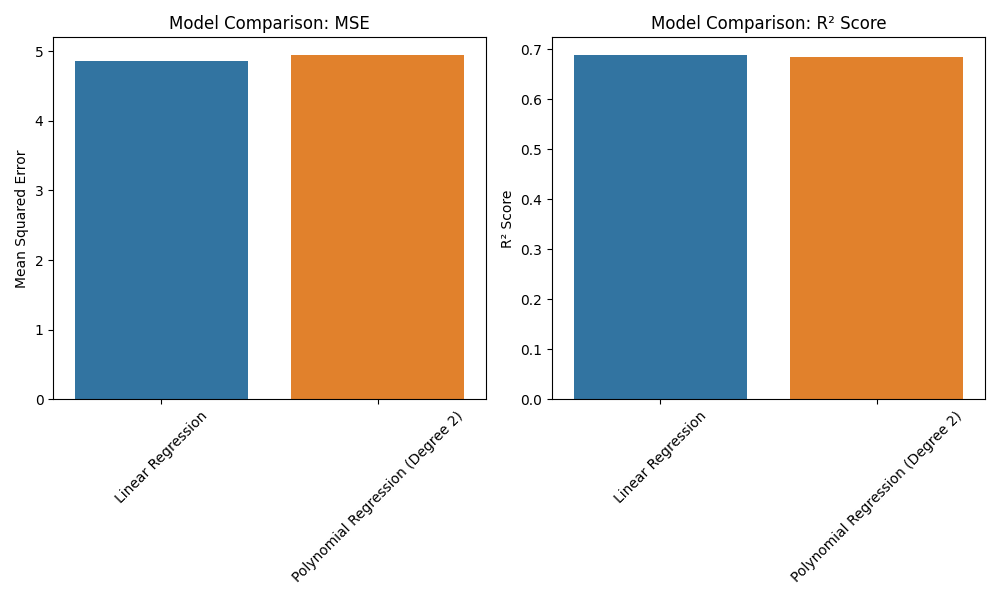 Model Comparison: MSE
Mean Squared Error
5
4
3
2
1
0
Linear Regression
Polynomial Regression (Degree 2)
Model Comparison: R² Score
R² Score
0.7
0.6
0.5
0.4
0.3
0.2
0.1
0.0
Linear Regression
Polynomial Regression (Degree 2)